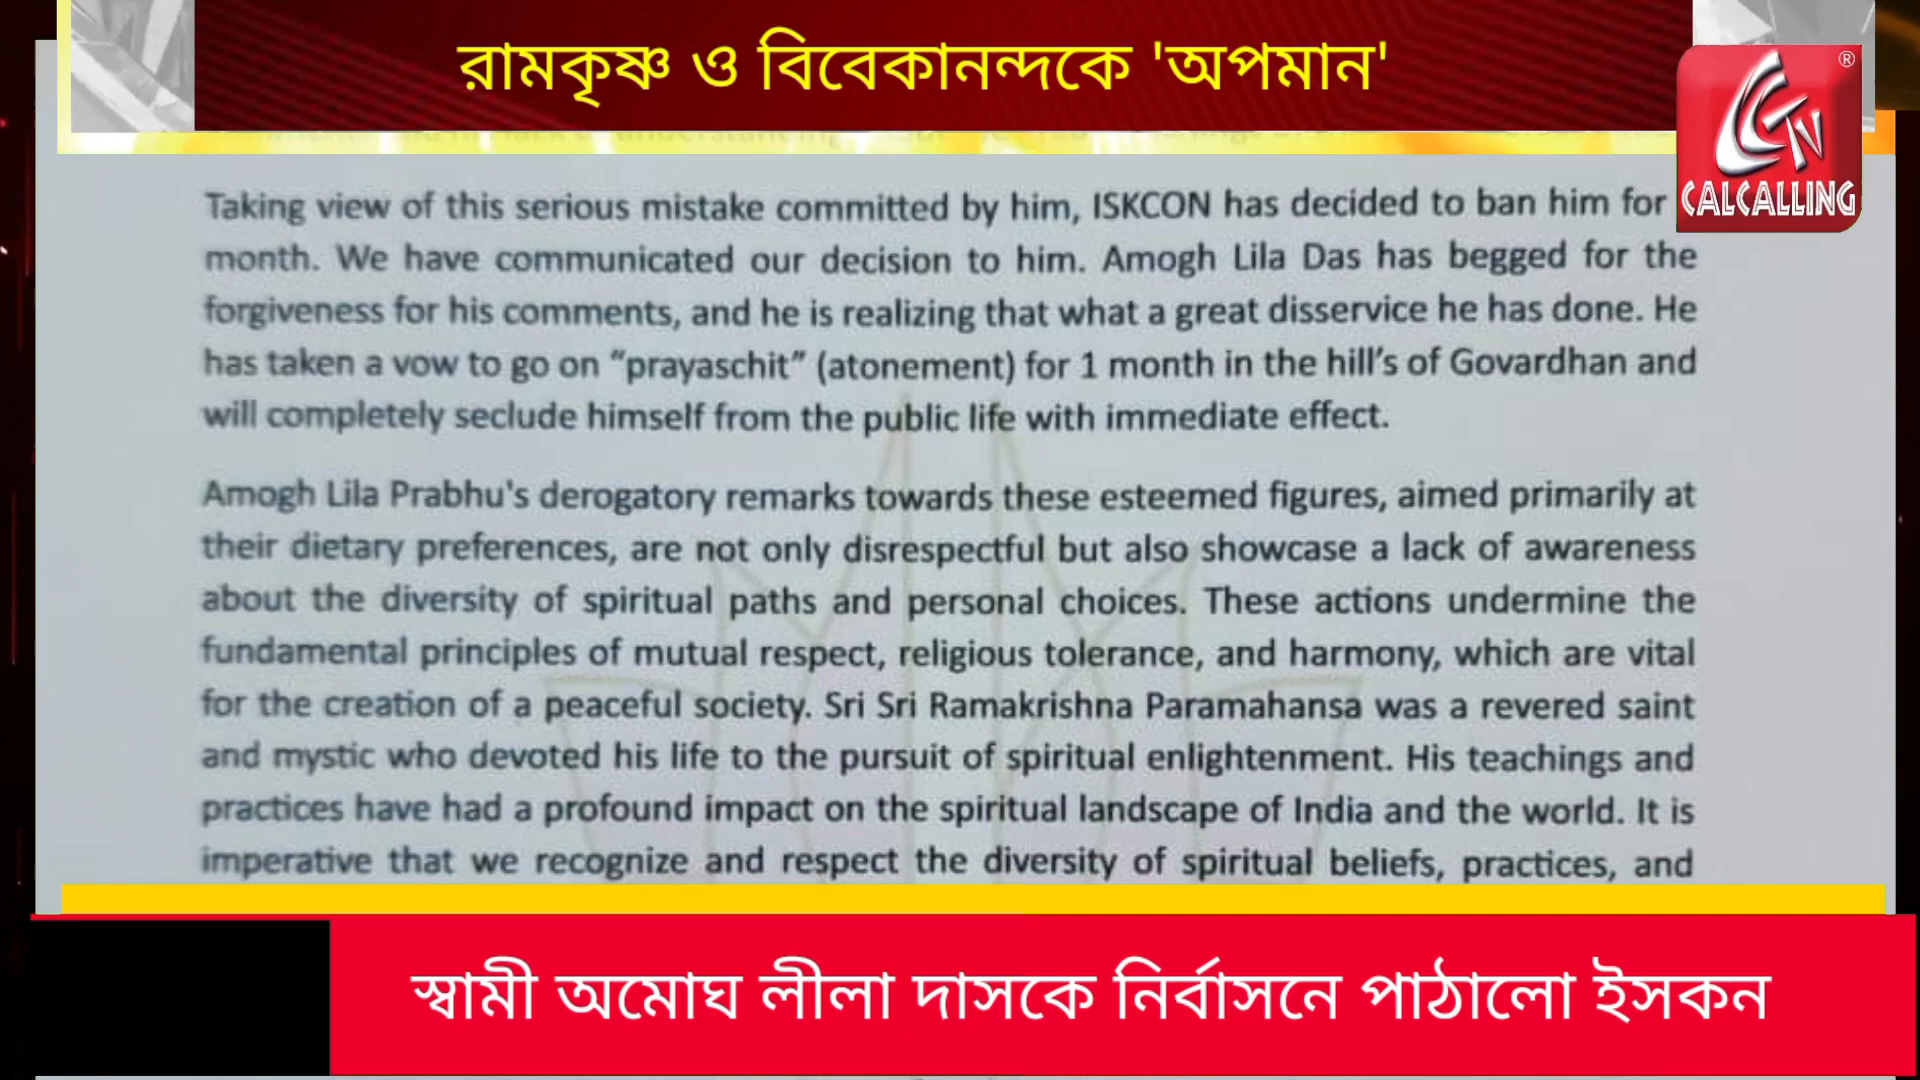 রামকৃষ্ণ ও বিবেকানন্দকে 'অপমান'
®
CTV
CALCALLING
Taking view of this serious mistake committed by him, ISKCON has decided to ban him for
month. We have communicated our decision to him. Amogh Lila Das has begged for the
forgiveness for his comments, and he is realizing that what a great disservice he has done. He
has taken a vow to go on “prayaschit” (atonement) for 1 month in the hill’s of Govardhan and
will completely seclude himself from the public life with immediate effect.
Amogh Lila Prabhu's derogatory remarks towards these esteemed figures, aimed primarily at
their dietary preferences, are not only disrespectful but also showcase a lack of awareness
about the diversity of spiritual paths and personal choices. These actions undermine the
fundamental principles of mutual respect, religious tolerance, and harmony, which are vital
for the creation of a peaceful society. Sri Sri Ramakrishna Paramahansa was a revered saint
and mystic who devoted his life to the pursuit of spiritual enlightenment. His teachings and
practices have had a profound impact on the spiritual landscape of India and the world. It is
imperative that we recognize and respect the diversity of spiritual beliefs, practices, and
স্বামী অমোঘ লীলা দাসকে নির্বাসনে পাঠালো ইসকন